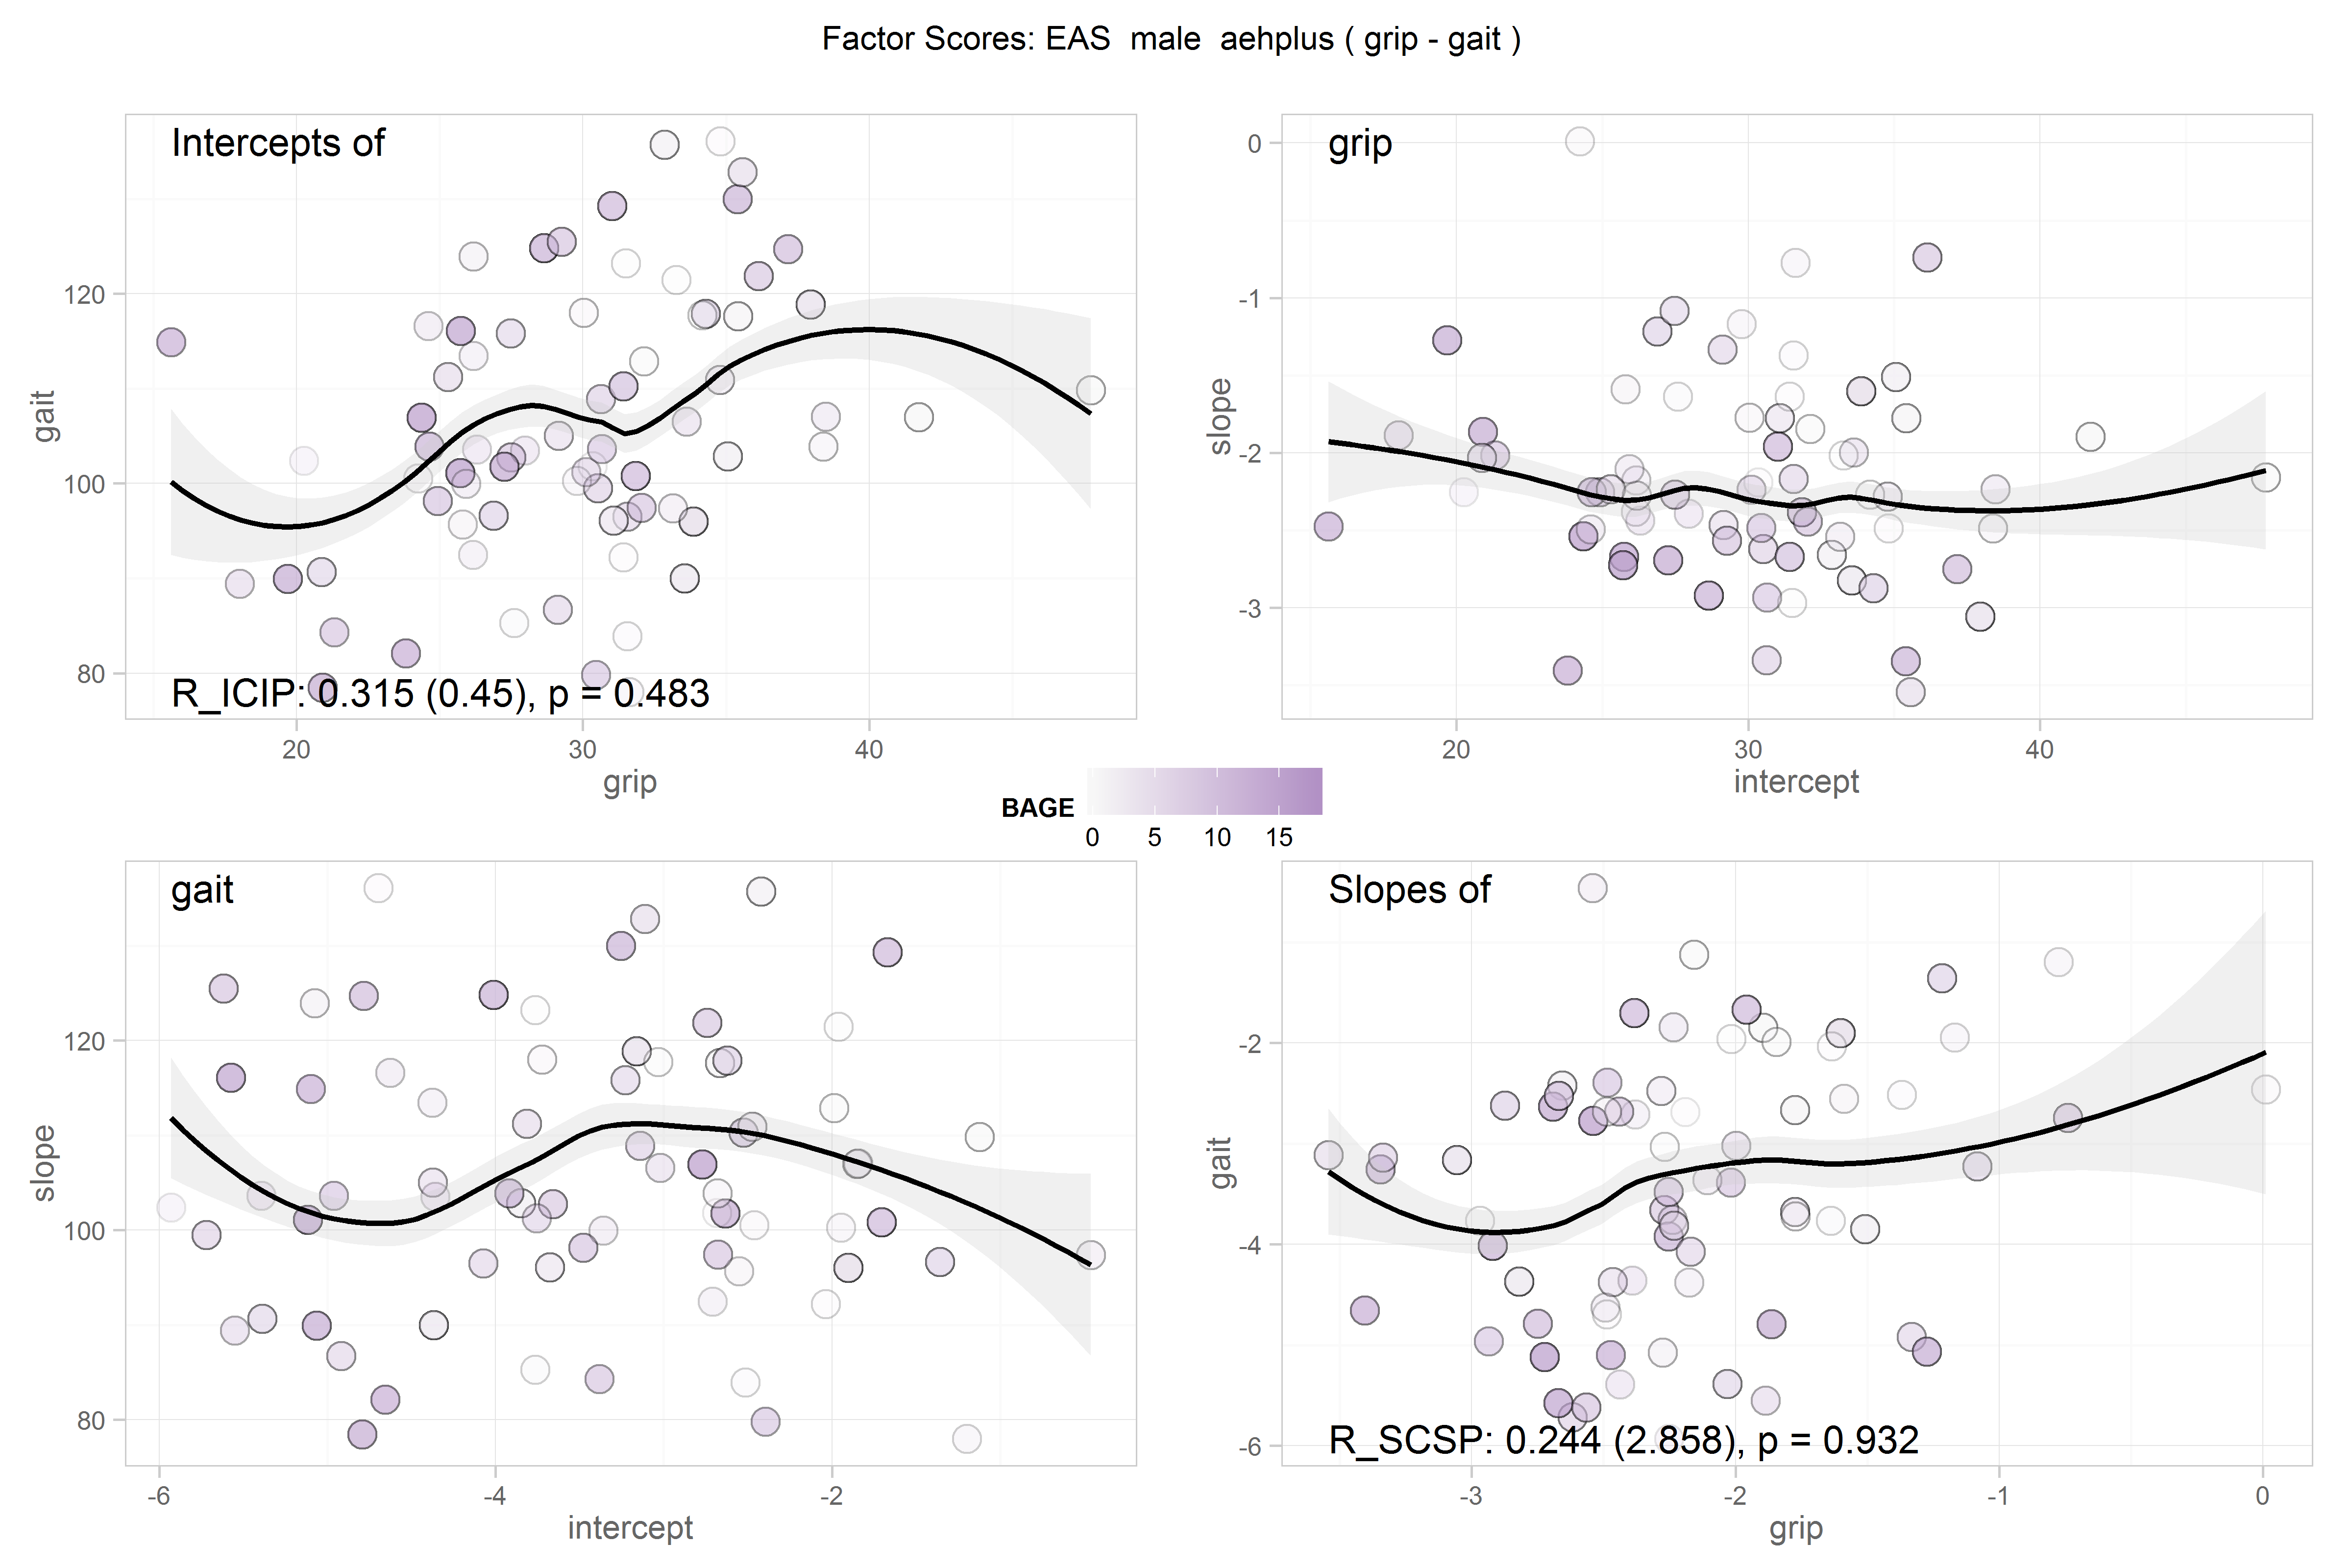 Factor Scores: EAS male aehplus ( grip - gait )
Intercepts of
gait
120
100
80
R_ICIP: 0.315 (0.45), p = 0.483
20 30 40
grip
grip
slope
0
-1
-2
-3
20 30 40
intercept
BAGE
0 5 10 15
gait
slope
120
100
80
-6 -4 -2
intercept
Slopes of
gait
-2
-4
-6
R_SCSP: 0.244 (2.858), p = 0.932
-3 -2 -1 0
grip